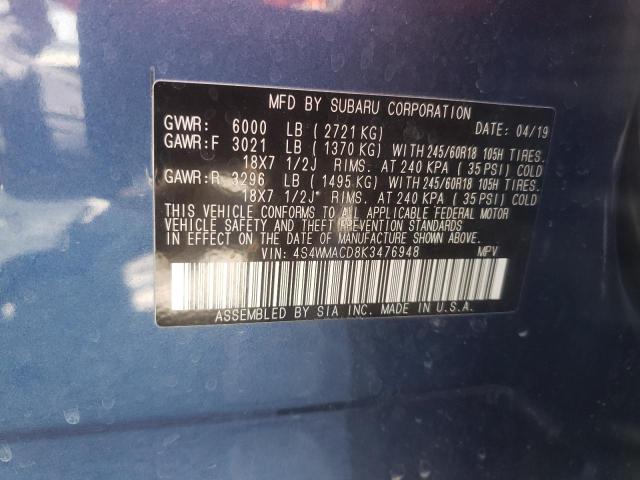 MFD BY SUBARU CORPORATION
GVWR: 6000 LB ( 2721 KG) DATE: 04/19
GAWR:F 3021 LB ( 1370 KG) WITH 245/60R18 105H TIRES.
18X7 1/2J RIMS. AT 240 KPA ( 35 PSI) COLD
GAWR:R 3296 LB ( 1495 KG) WITH 245/60R18 105H TIRES.
18X7 1/2J RIMS. AT 240 KPA ( 35 PSI) COLD
THIS VEHICLE CONFORMS TO ALL APPLICABLE FEDERAL MOTOR
VEHICLE SAFETY AND THEFT PREVENTION STANDARDS
IN EFFECT ON THE DATE OF MANUFACTURE SHOWN ABOVE.
VIN: 4S4WMACD8K3476948 MPV
ASSEMBLED BY SIA INC. MADE IN U.S.A.